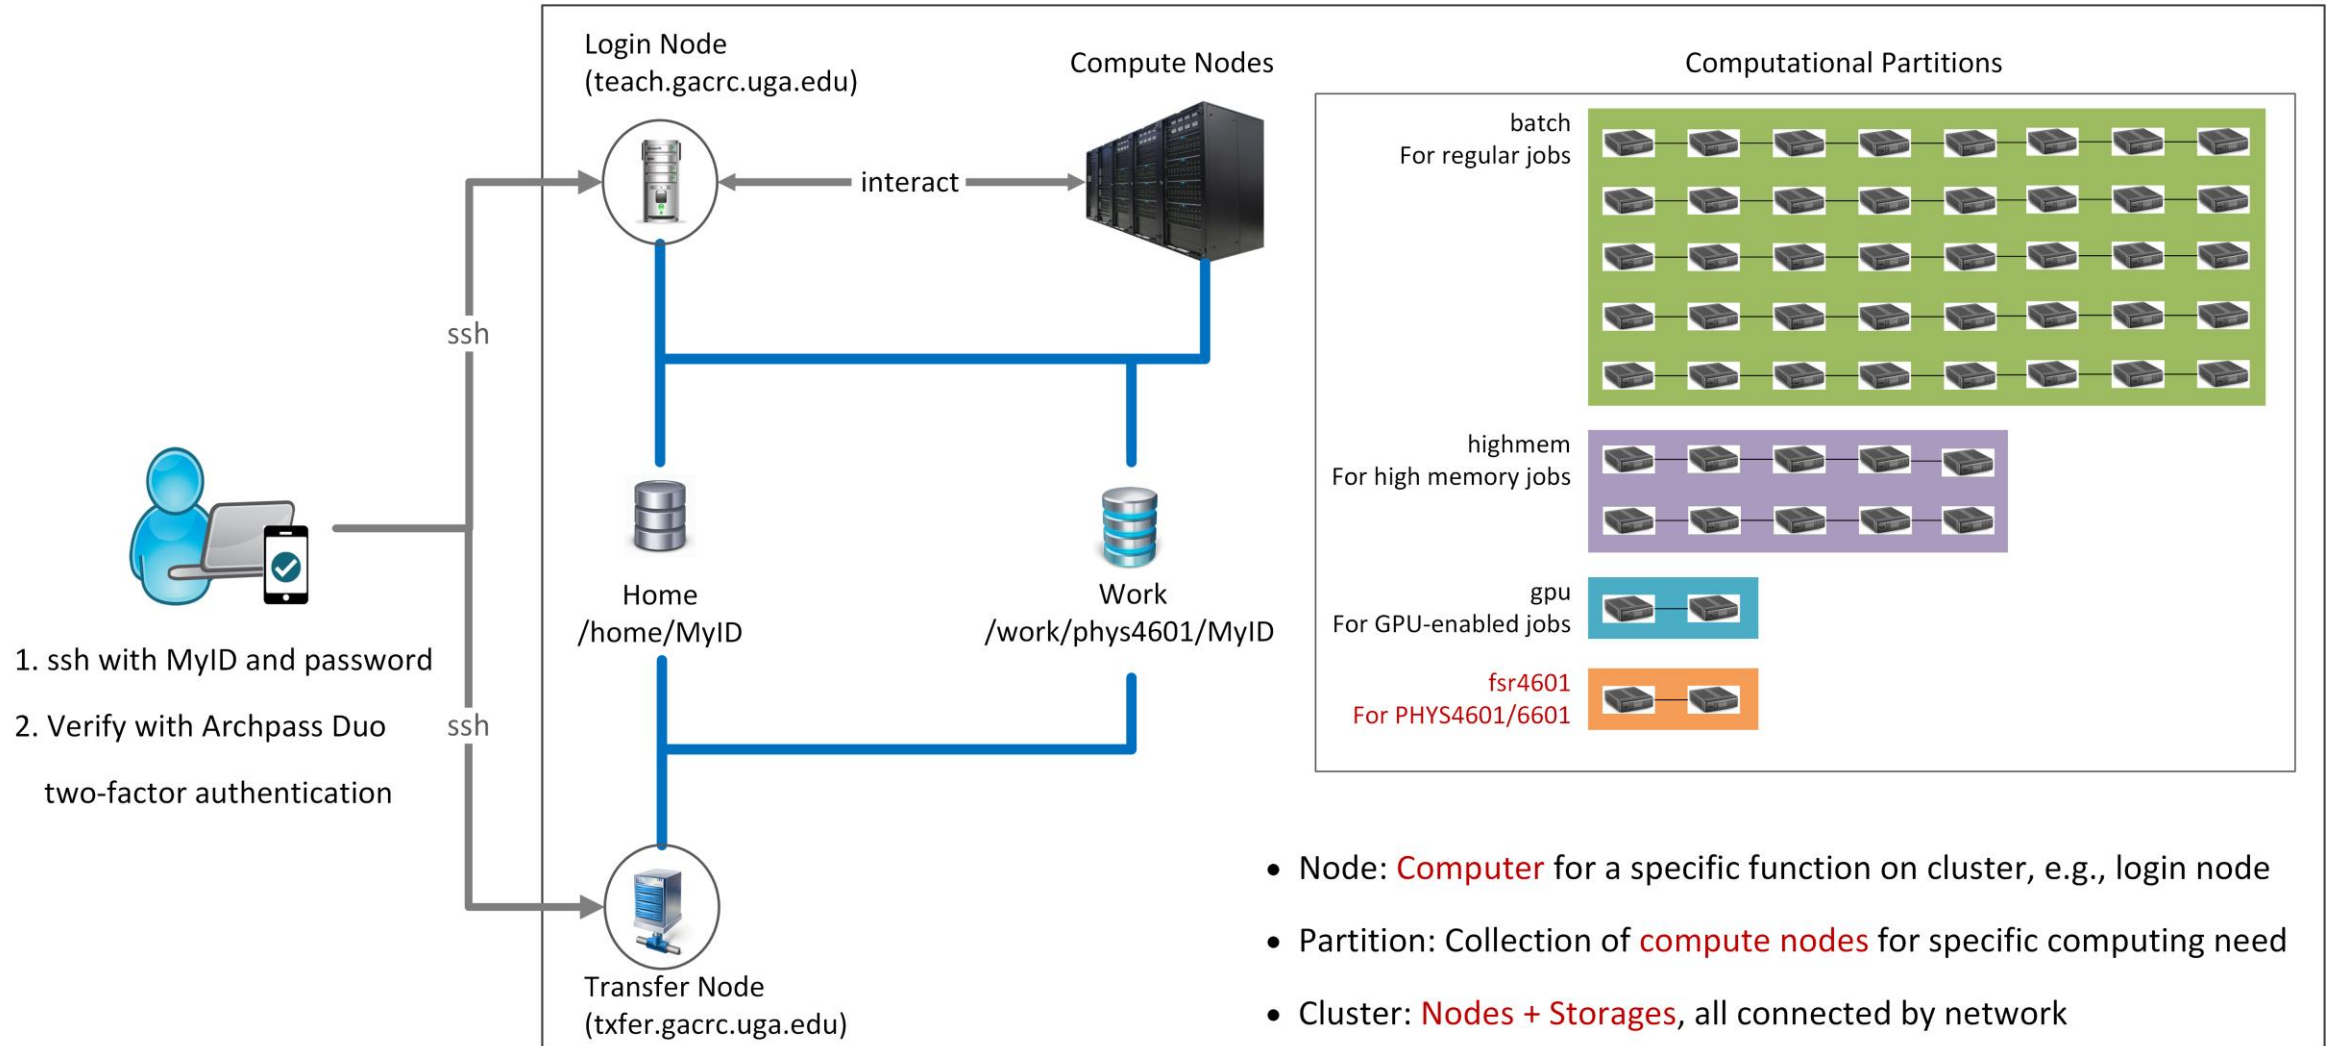 Login Node
(teach.gacrc.uga.edu)
Compute Nodes
Computational Partitions
interact
ssh
ssh
1. ssh with MyID and password
2. Verify with Archpass Duo
two-factor authentication
Home
/home/MyID
Work
/work/phys4601/MyID
Transfer Node
(txfer.gacrc.uga.edu)
batch
For regular jobs
highmem
For high memory jobs
gpu
For GPU-enabled jobs
fsr4601
For PHYS4601/6601
• Node: Computer for a specific function on cluster, e.g., login node
• Partition: Collection of compute nodes for specific computing need
• Cluster: Nodes + Storages, all connected by network